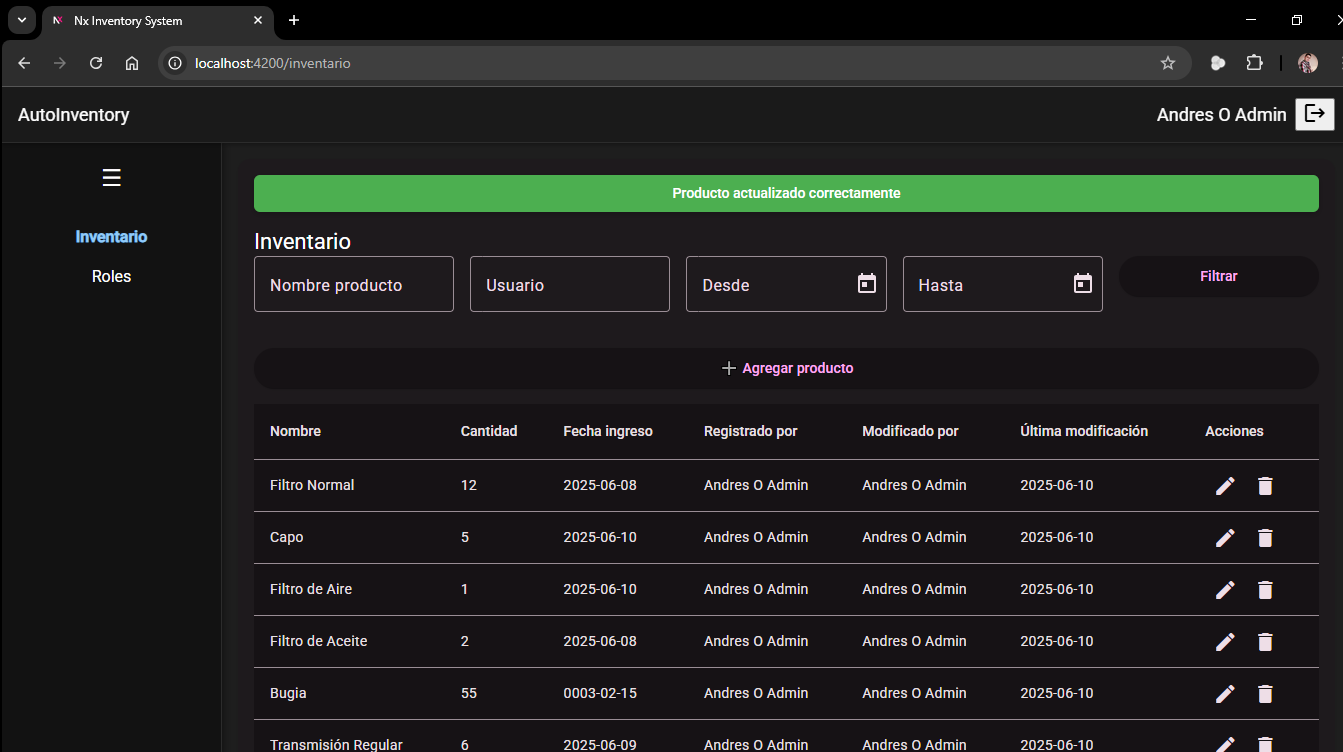 Nx Inventory System
localhost:4200/inventario
AutoInventory
Andres O Admin
Inventario
Roles
Producto actualizado correctamente
Inventario
Nombre producto Usuario Desde Hasta Filtrar
Agregar producto
Nombre Cantidad Fecha ingreso Registrado por Modificado por Última modificación Acciones
Filtro Normal 12 2025-06-08 Andres O Admin Andres O Admin 2025-06-10
Capo 5 2025-06-10 Andres O Admin Andres O Admin 2025-06-10
Filtro de Aire 1 2025-06-10 Andres O Admin Andres O Admin 2025-06-10
Filtro de Aceite 2 2025-06-08 Andres O Admin Andres O Admin 2025-06-10
Bugia 55 0003-02-15 Andres O Admin Andres O Admin 2025-06-10
Transmisión Regular 6 2025-06-09 Andres O Admin Andres O Admin 2025-06-10